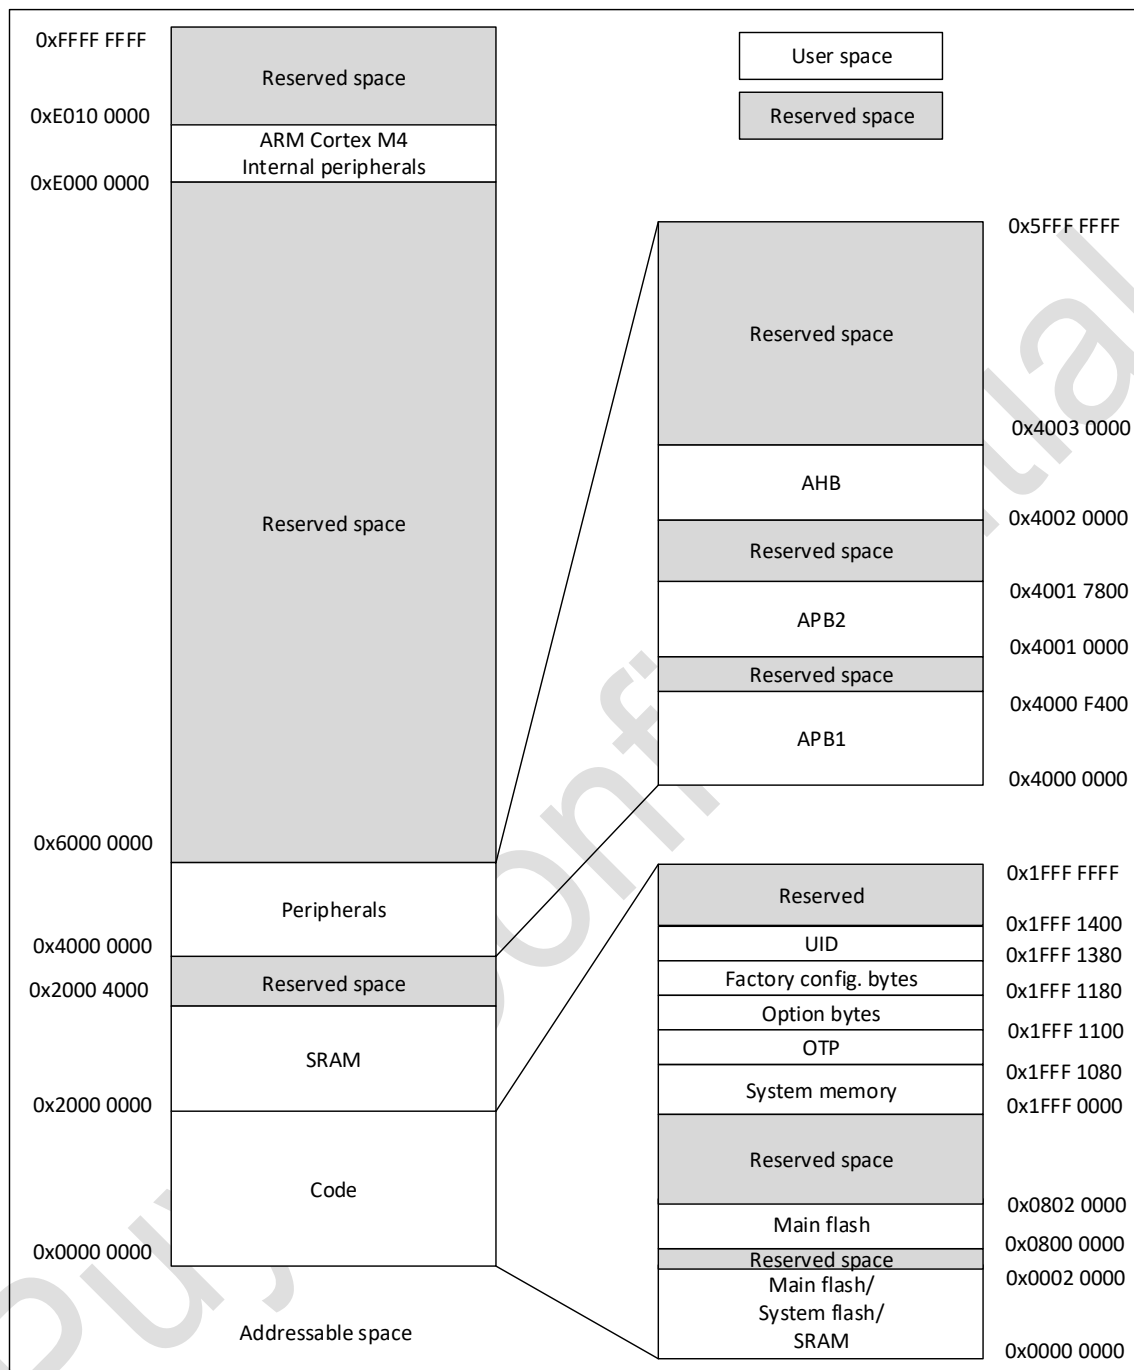 0xFFFF FFFF
Reserved space
0xE010 0000
ARM Cortex M4
Internal peripherals
0xE000 0000
Reserved space
0x6000 0000
Peripherals
0x4000 0000
Reserved space
0x2000 4000
SRAM
0x2000 0000
Code
0x0000 0000
Addressable space
User space
Reserved space
0x5FFF FFFF
Reserved space
0x4003 0000
AHB
0x4002 0000
Reserved space
0x4001 7800
APB2
0x4001 0000
Reserved space
0x4000 F400
APB1
0x4000 0000
0x1FFF FFFF
Reserved
0x1FFF 1400
UID
0x1FFF 1380
Factory config. bytes
0x1FFF 1180
Option bytes
0x1FFF 1100
OTP
0x1FFF 1080
System memory
0x1FFF 0000
Reserved space
0x0802 0000
Main flash
0x0800 0000
Reserved space
0x0002 0000
Main flash/
System flash/
SRAM
0x0000 0000